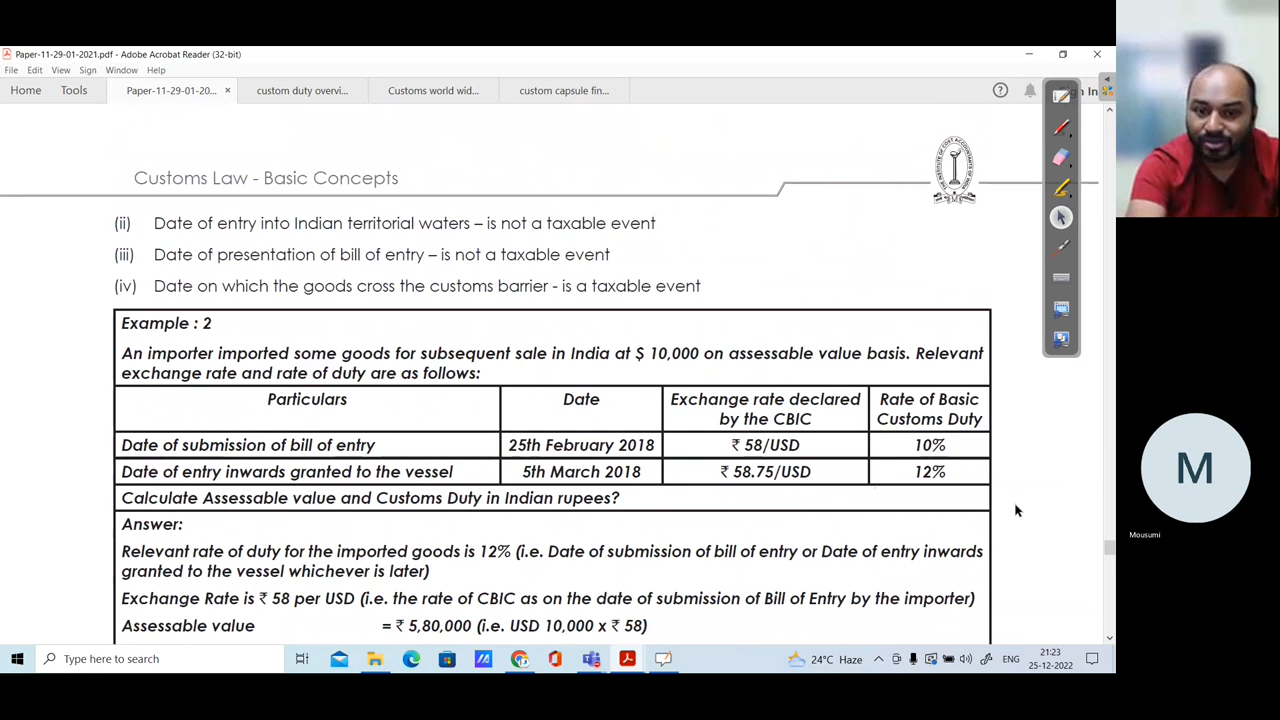 Paper-11-29-01-2021.pdf - Adobe Acrobat Reader (32-bit)
File Edit View Sign Window Help
Home Tools Paper-11-29-01-20... × custom duty overvi... Customs world wid... custom capsule fin... Sign In
Customs Law - Basic Concepts
(ii) Date of entry into Indian territorial waters – is not a taxable event
(iii) Date of presentation of bill of entry – is not a taxable event
(iv) Date on which the goods cross the customs barrier - is a taxable event
Example : 2
An importer imported some goods for subsequent sale in India at $ 10,000 on assessable value basis. Relevant
exchange rate and rate of duty are as follows:
Particulars Date Exchange rate declared by the CBIC Rate of Basic Customs Duty
Date of submission of bill of entry 25th February 2018 ₹ 58/USD 10%
Date of entry inwards granted to the vessel 5th March 2018 ₹ 58.75/USD 12%
Calculate Assessable value and Customs Duty in Indian rupees?
Answer:
Relevant rate of duty for the imported goods is 12% (i.e. Date of submission of bill of entry or Date of entry inwards
granted to the vessel whichever is later)
Exchange Rate is ₹ 58 per USD (i.e. the rate of CBIC as on the date of submission of Bill of Entry by the importer)
Assessable value = ₹ 5,80,000 (i.e. USD 10,000 x ₹ 58)
M
Mousumi
Type here to search
24°C Haze
ENG
21:23
25-12-2022